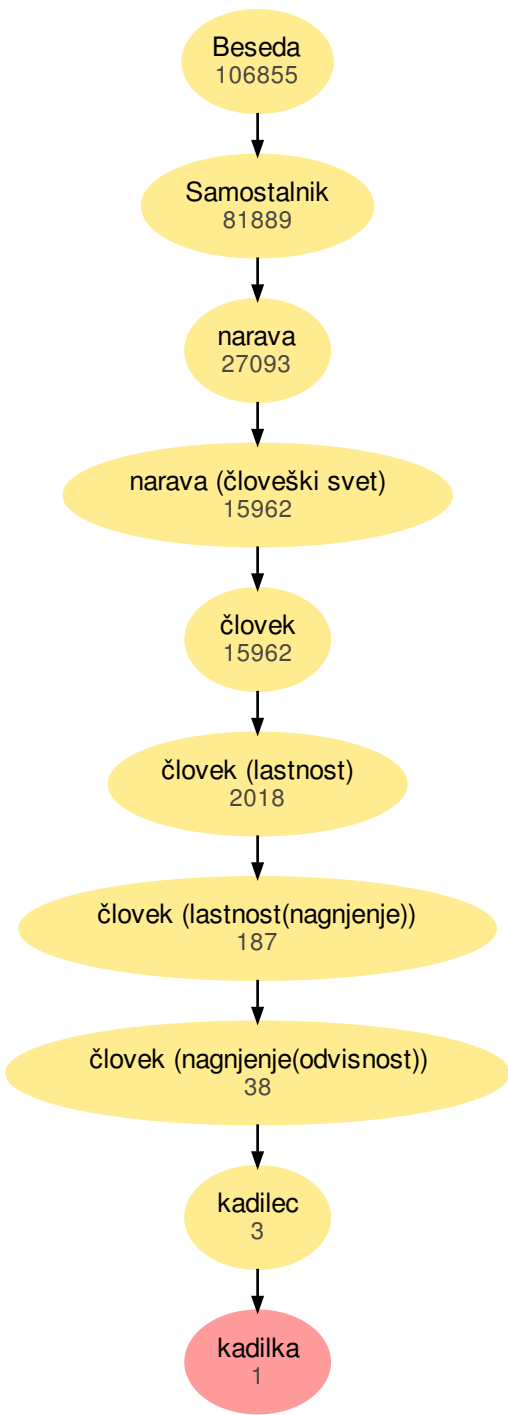 Beseda
106855
Samostalnik
81889
narava
27093
narava (človeški svet)
15962
človek
15962
človek (lastnost)
2018
človek (lastnost(nagnjenje))
187
človek (nagnjenje(odvisnost))
38
kadilec
3
kadilka
1